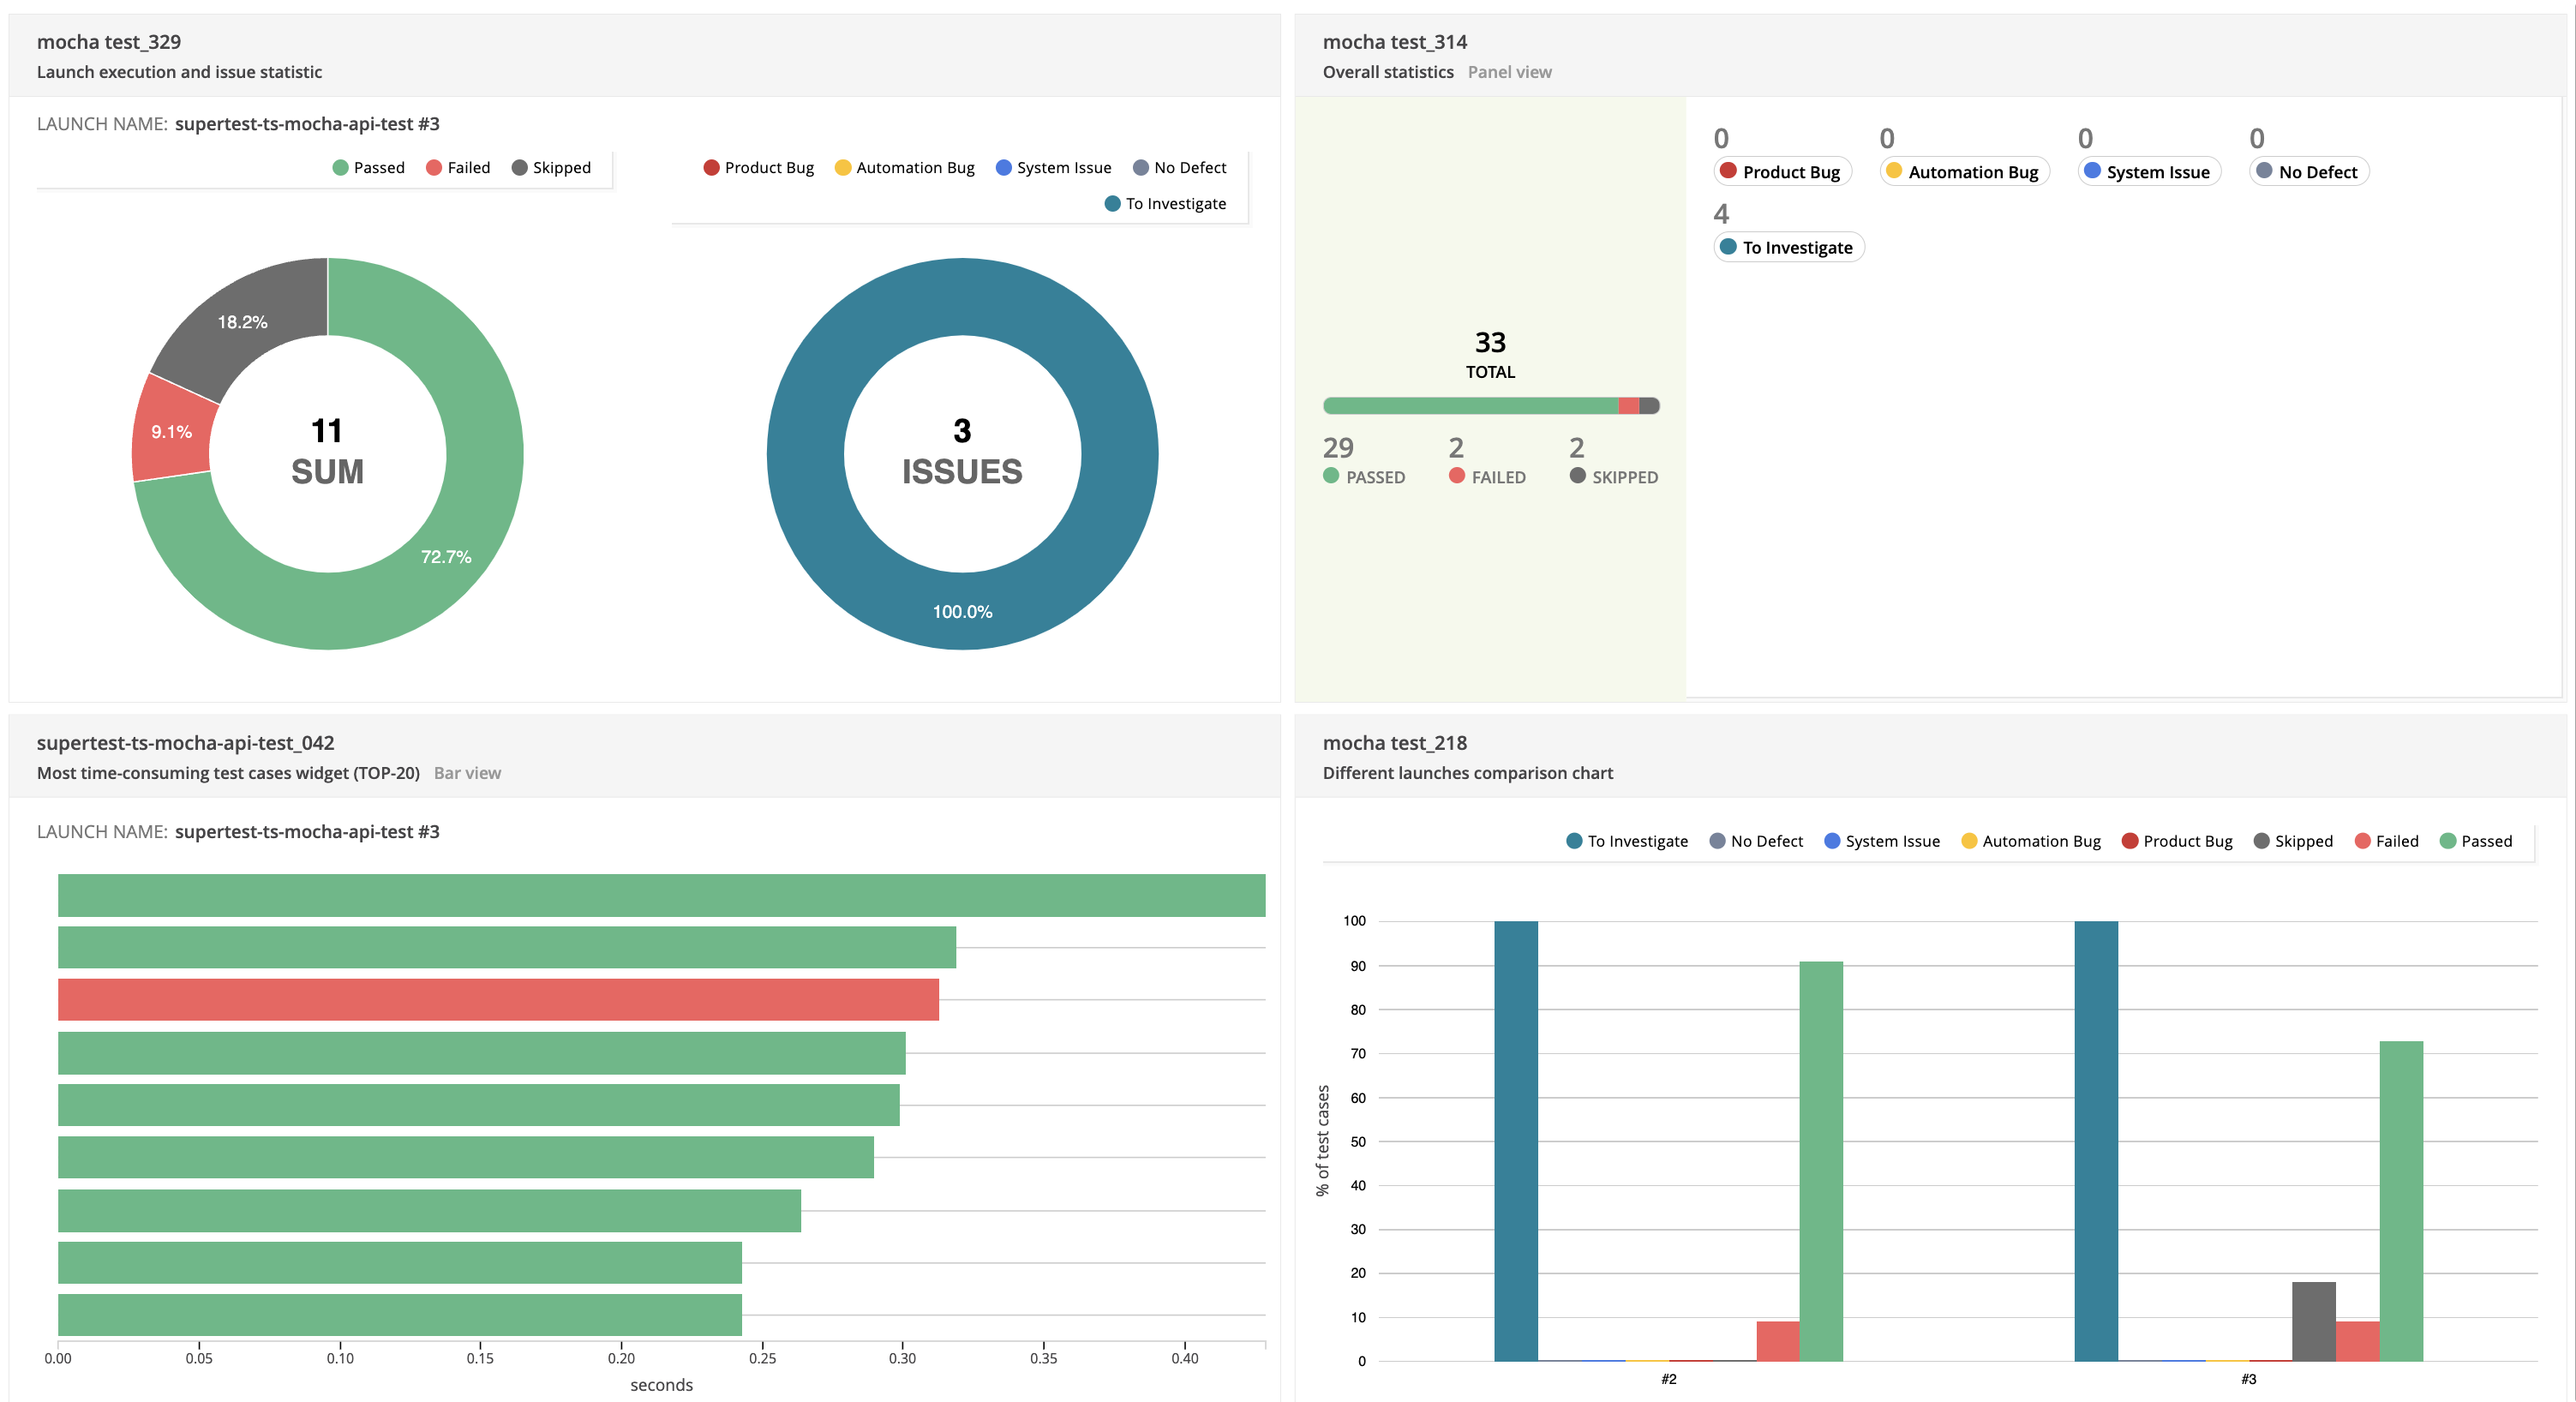 mocha test_329
Launch execution and issue statistic
LAUNCH NAME: supertest-ts-mocha-api-test #3
Passed Failed Skipped
Product Bug Automation Bug System Issue No Defect
To Investigate
18.2%
9.1%
72.7%
11
SUM
3
ISSUES
100.0%
mocha test_314
Overall statistics Panel view
33
TOTAL
29 2 2
PASSED FAILED SKIPPED
0 0 0 0
Product Bug Automation Bug System Issue No Defect
4
To Investigate
supertest-ts-mocha-api-test_042
Most time-consuming test cases widget (TOP-20) Bar view
LAUNCH NAME: supertest-ts-mocha-api-test #3
0.00 0.05 0.10 0.15 0.20 0.25 0.30 0.35 0.40
seconds
mocha test_218
Different launches comparison chart
To Investigate No Defect System Issue Automation Bug Product Bug Skipped Failed Passed
% of test cases
100
90
80
70
60
50
40
30
20
10
0
#2 #3